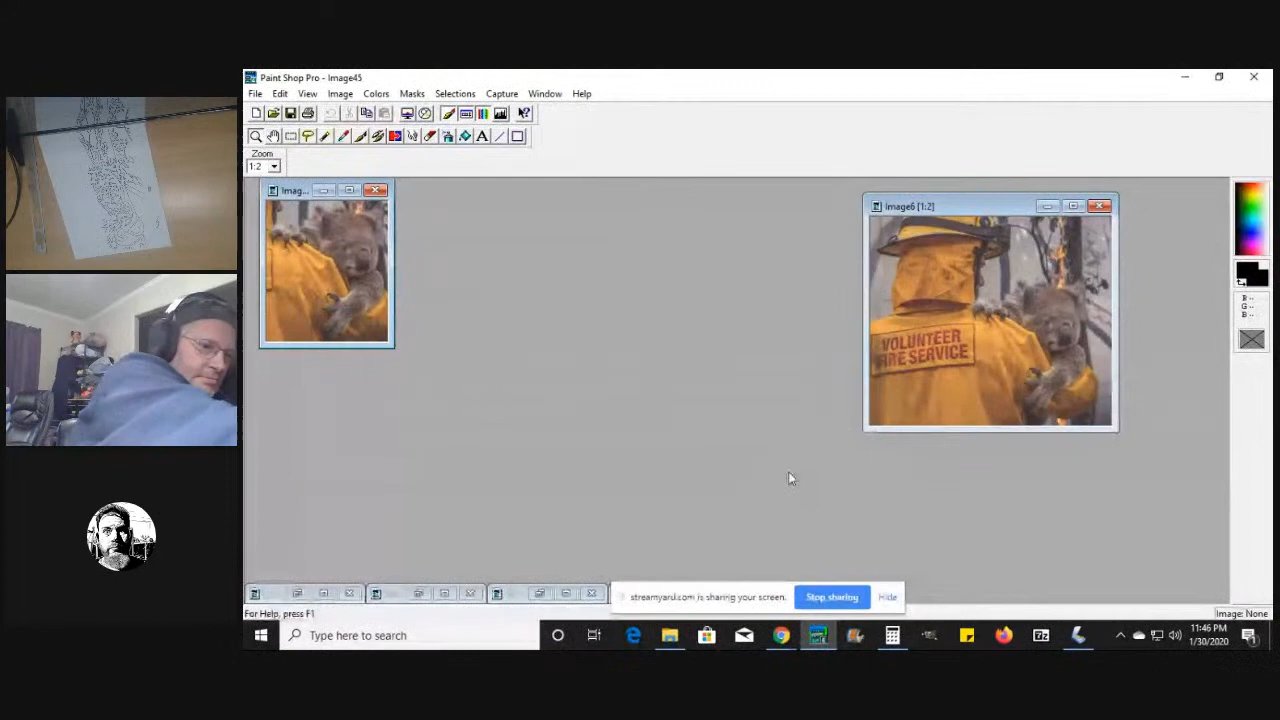 Paint Shop Pro - Image45
File Edit View Image Colors Masks Selections Capture Window Help
Zoom
1:2
Imag...
Image6 [1:2]
VOLUNTEER
FIRE SERVICE
R --
G --
B --
streamyard.com is sharing your screen.
Stop sharing
Hide
For Help, press F1
Image: None
Type here to search
7z
11:46 PM
1/30/2020